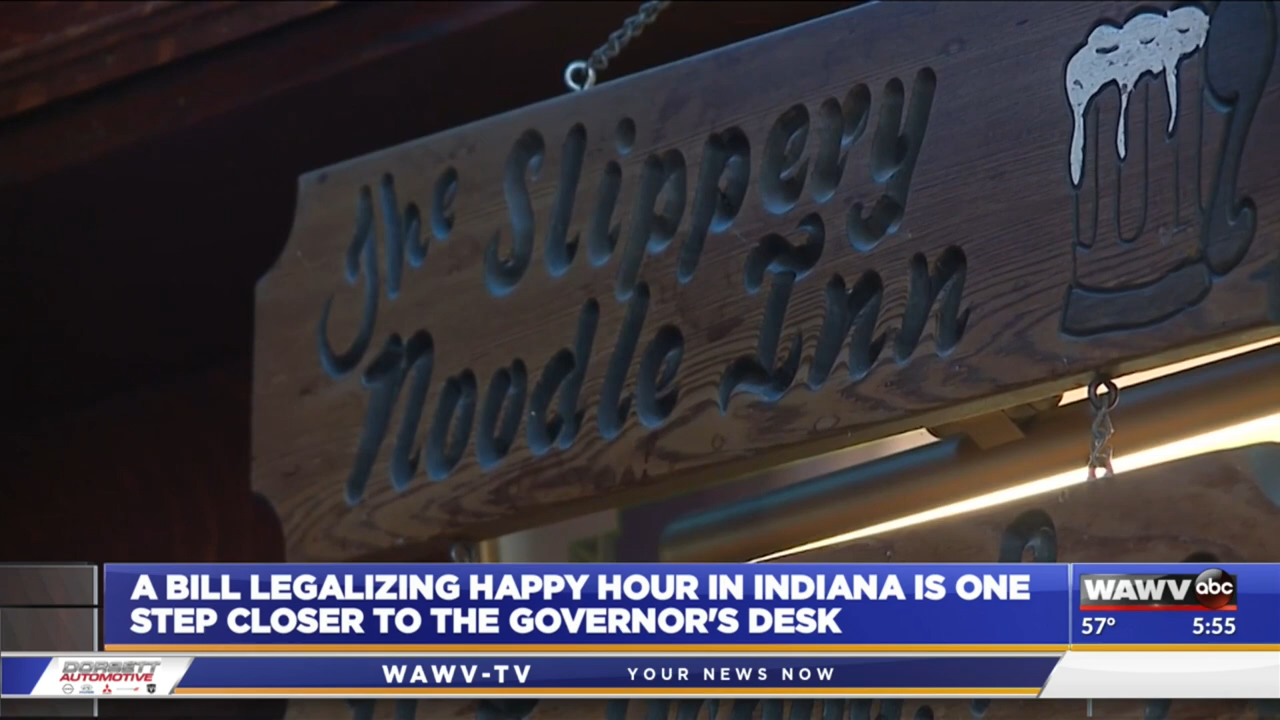 The Slippery
Noodle Inn
A BILL LEGALIZING HAPPY HOUR IN INDIANA IS ONE
STEP CLOSER TO THE GOVERNOR'S DESK
WAWV abc
57° 5:55
DORSETT
AUTOMOTIVE
WAWV-TV YOUR NEWS NOW